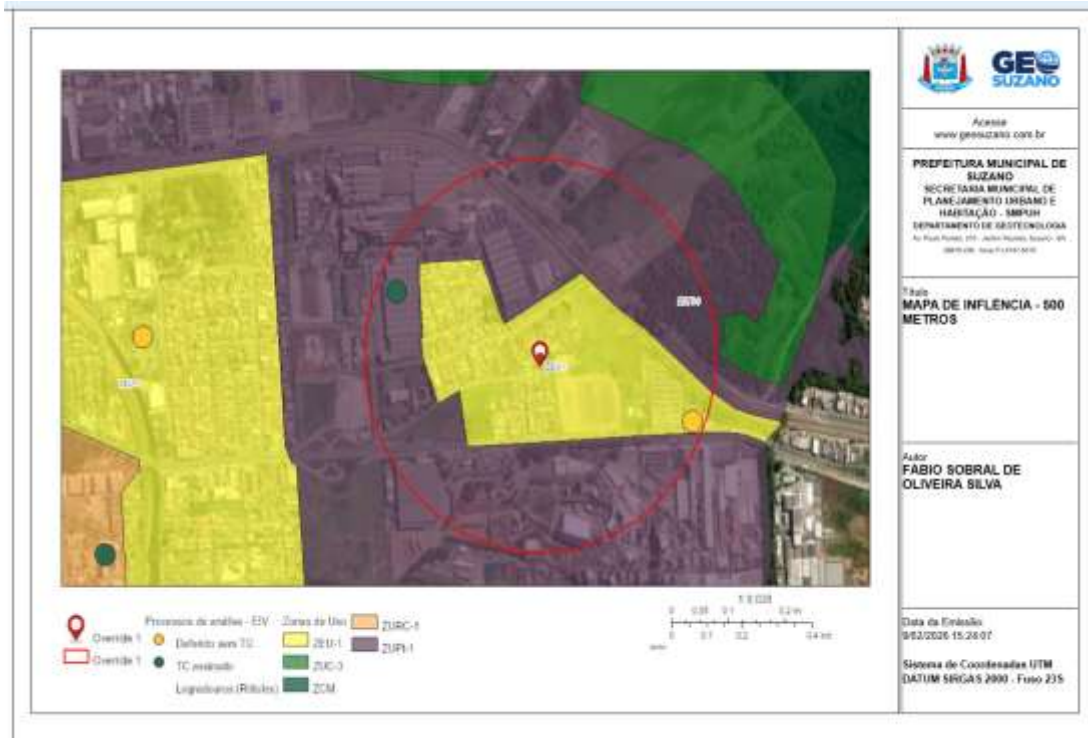 GEO
SUZANO
Acesse
www.geosuzano.com.br
PREFEITURA MUNICIPAL DE
SUZANO
SECRETARIA MUNICIPAL DE
PLANEJAMENTO URBANO E
HABITAÇÃO - SMPUH
DEPARTAMENTO DE GEOTECNOLOGIA
Título
MAPA DE INFLÊNCIA - 500
METROS
Autor
FABIO SOBRAL DE
OLIVEIRA SILVA
Data da Emissão
Sistema de Coordenadas UTM
DATUM SIRGAS 2000 - Fuso 23S
Override 1
Override 1
Processos de análise - EIV
Deferido sem TC
TC assinado
Logradouros (Rótulos)
Zonas de Uso
ZEU-1
ZUC-3
ZCM
ZURC-1
ZUPI-1